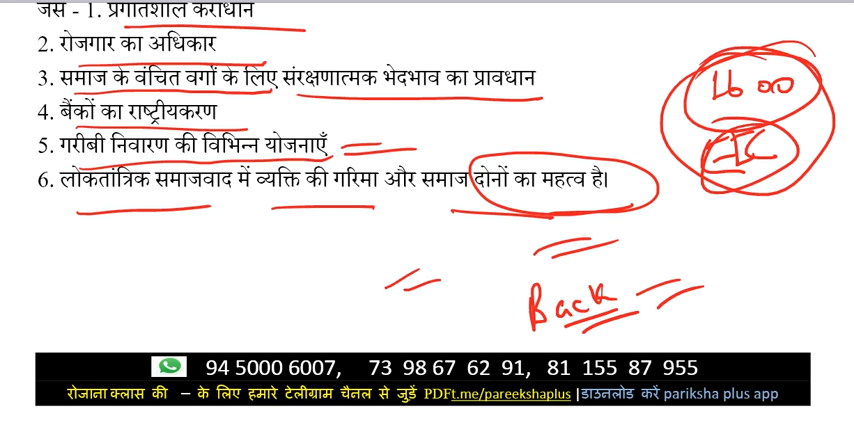 जैसे - 1. प्रगतिशील कराधान
2. रोजगार का अधिकार
3. समाज के वंचित वर्गों के लिए संरक्षणात्मक भेदभाव का प्रावधान
4. बैंकों का राष्ट्रीयकरण
5. गरीबी निवारण की विभिन्न योजनाएँ
6. लोकतांत्रिक समाजवाद में व्यक्ति की गरिमा और समाज दोनों का महत्व है।
Back
94 5000 6007, 73 98 67 62 91, 81 155 87 955
रोजाना क्लास की – के लिए हमारे टेलीग्राम चैनल से जुड़ें PDFt.me/pareekshaplus |डाउनलोड करें pariksha plus app